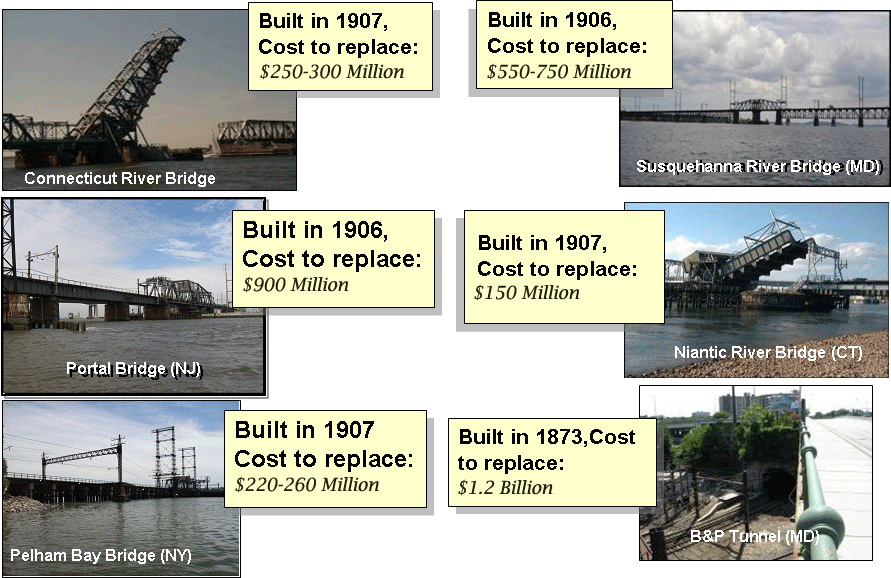 Built in 1907,
Cost to replace:
$250-300 Million
Connecticut River Bridge
Built in 1906,
Cost to replace:
$550-750 Million
Susquehanna River Bridge (MD)
Built in 1906,
Cost to replace:
$900 Million
Portal Bridge (NJ)
Built in 1907,
Cost to replace:
$150 Million
Niantic River Bridge (CT)
Built in 1907
Cost to replace:
$220-260 Million
Pelham Bay Bridge (NY)
Built in 1873,Cost
to replace:
$1.2 Billion
B&P Tunnel (MD)